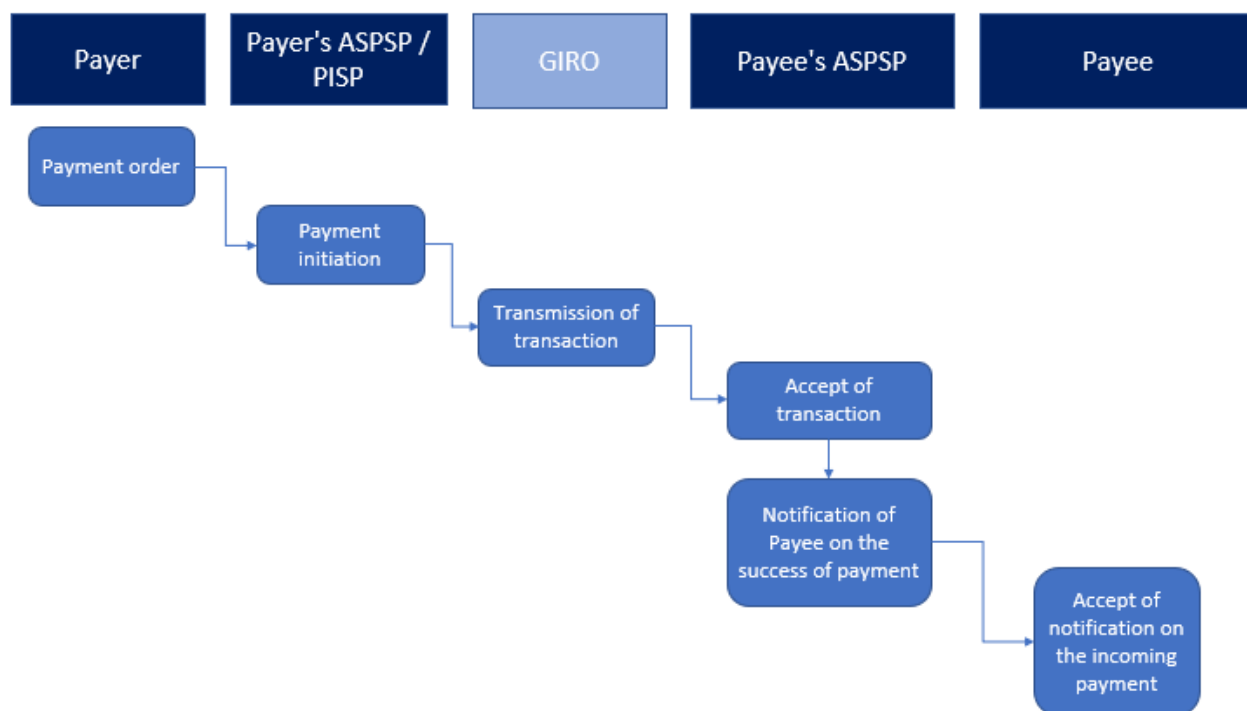 Payer
Payer's ASPSP /
PISP
GIRO
Payee's ASPSP
Payee
Payment order
Payment
initiation
Transmission of
transaction
Accept of
transaction
Notification of
Payee on the
success of payment
Accept of
notification on
the incoming
payment